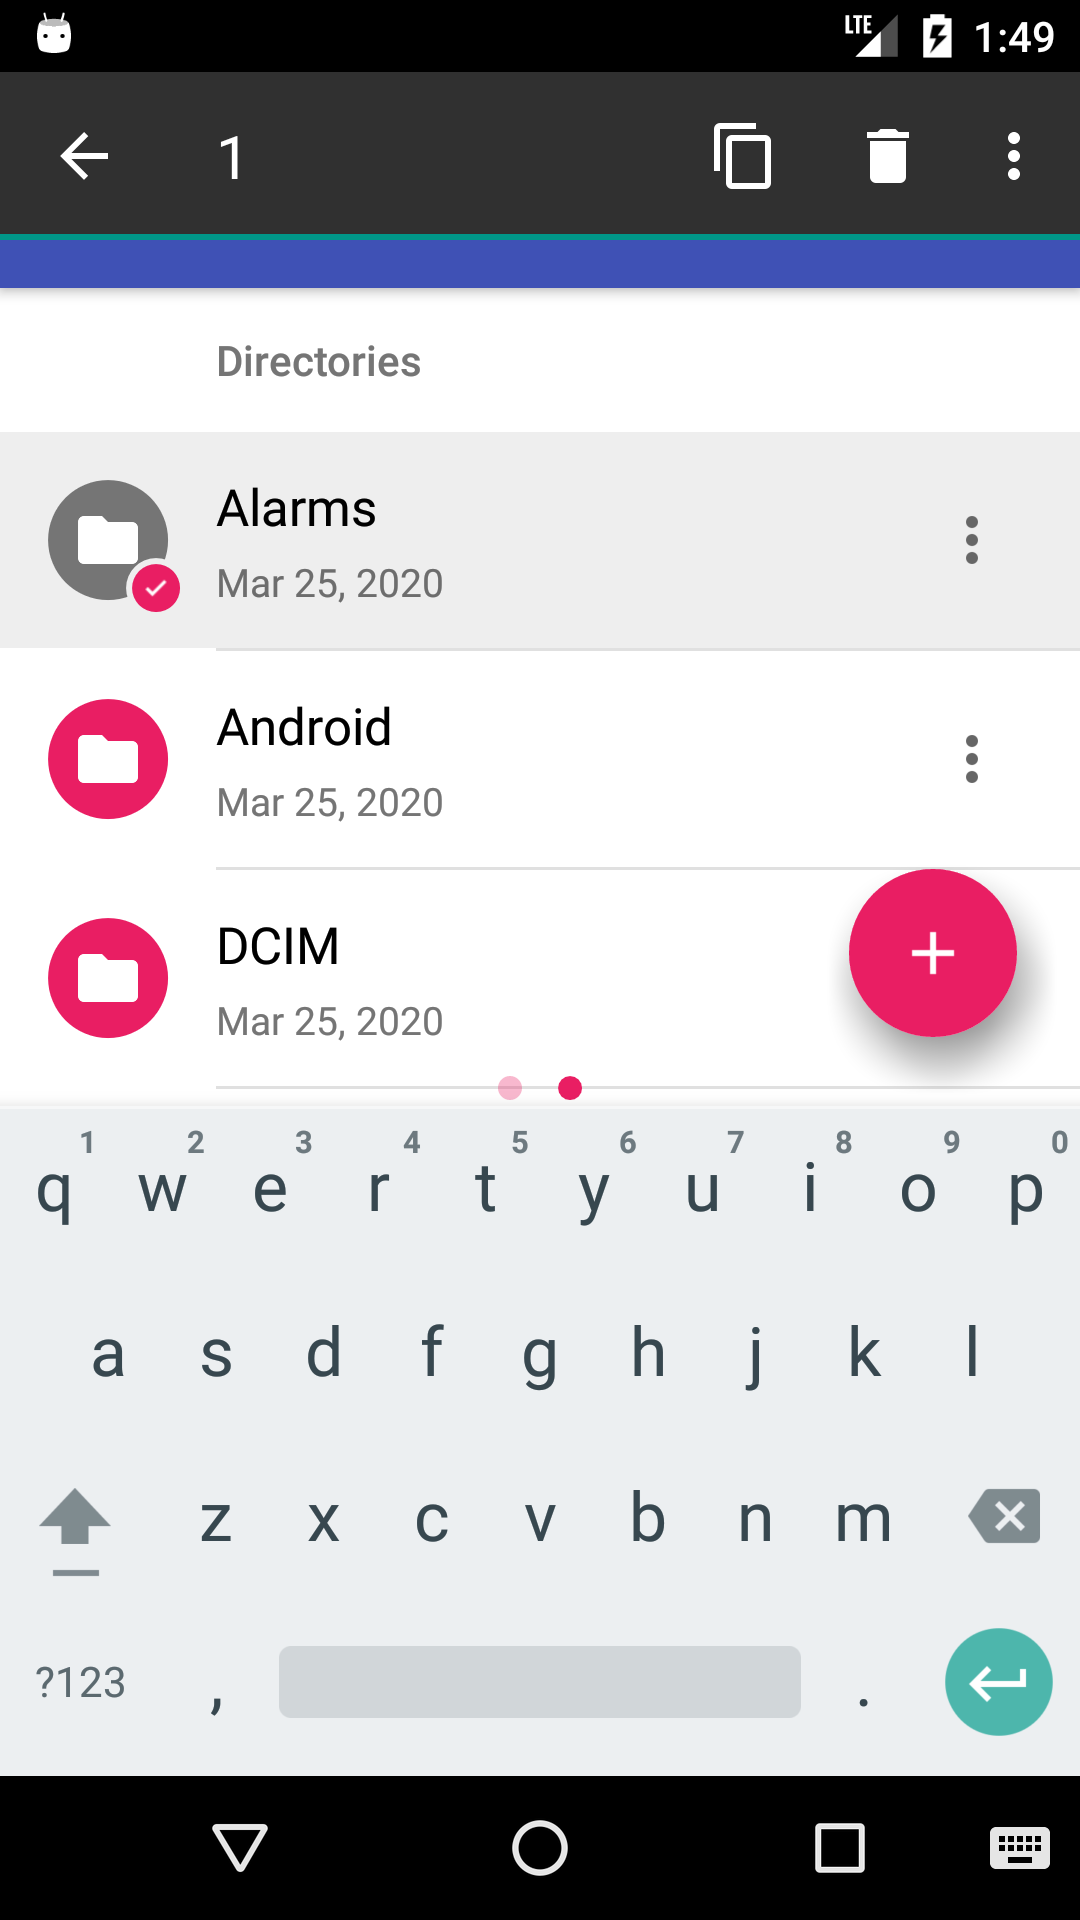 LTE 1:49
1
Directories
Alarms
Mar 25, 2020
Android
Mar 25, 2020
DCIM
Mar 25, 2020
1 2 3 4 5 6 7 8 9 0
q w e r t y u i o p
a s d f g h j k l
z x c v b n m
?123 , .